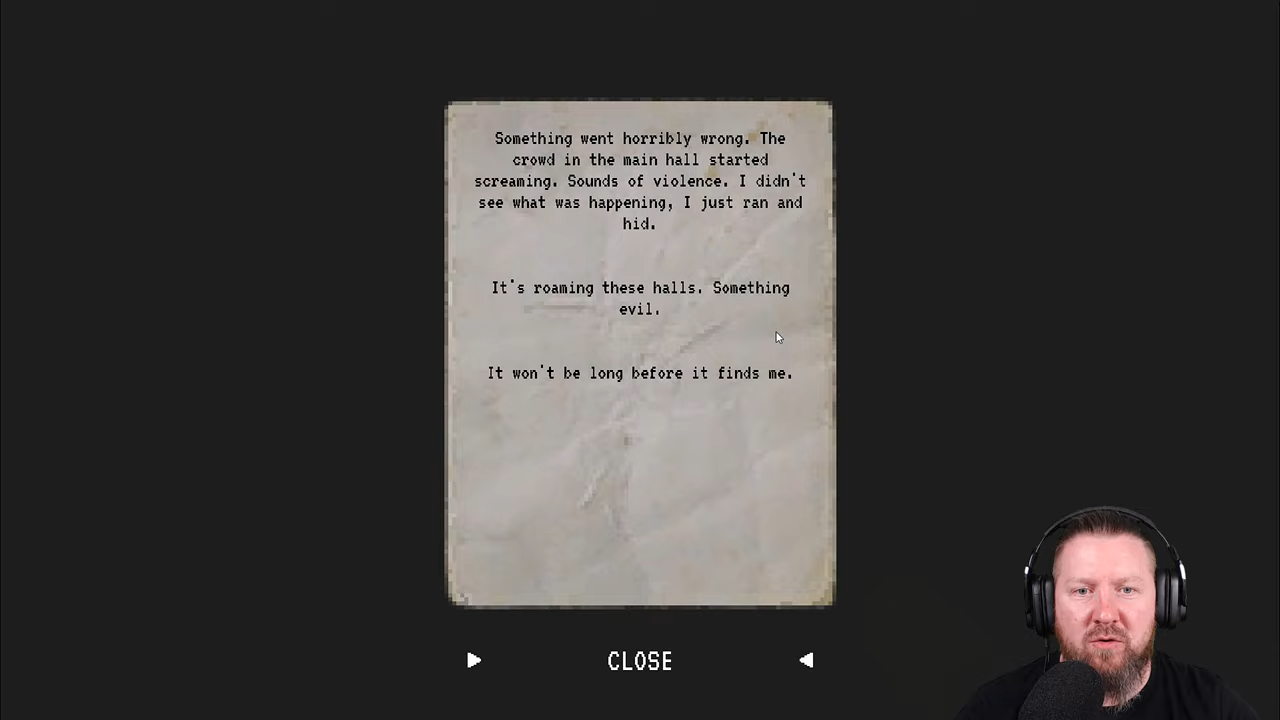 Something went horribly wrong. The
crowd in the main hall started
screaming. Sounds of violence. I didn't
see what was happening, I just ran and
hid.
It's roaming these halls. Something
evil.
It won't be long before it finds me.
CLOSE